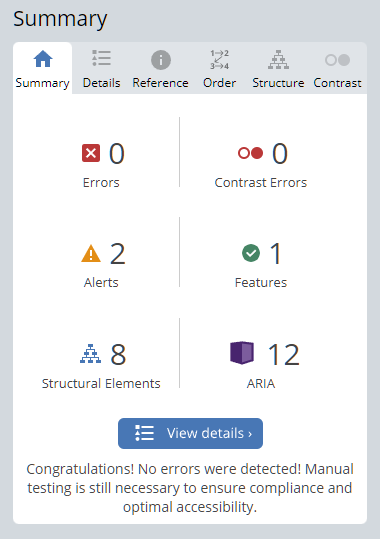 Summary
Summary Details Reference Order Structure Contrast
0 0
Errors Contrast Errors
2 1
Alerts Features
8 12
Structural Elements ARIA
View details ›
Congratulations! No errors were detected! Manual
testing is still necessary to ensure compliance and
optimal accessibility.